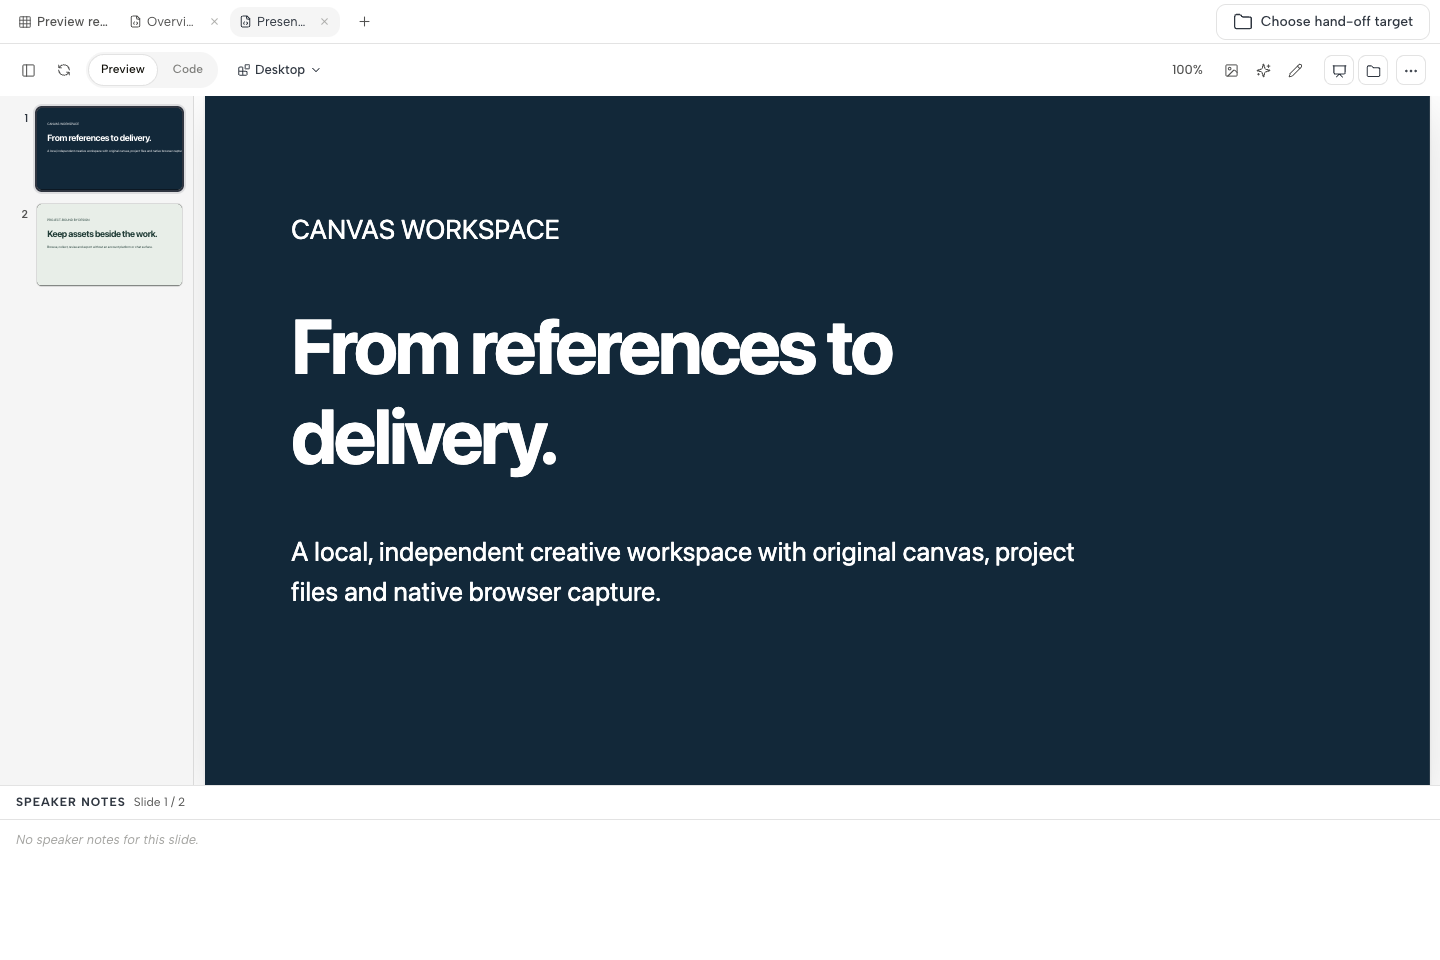 Preview re...
Overvi...
Presen...
Choose hand-off target
Preview
Code
Desktop
100%
1
CANVAS WORKSPACE
From references to delivery.
2
Keep assets beside the work.
CANVAS WORKSPACE
From references to
delivery.
A local, independent creative workspace with original canvas, project
files and native browser capture.
SPEAKER NOTES Slide 1 / 2
No speaker notes for this slide.